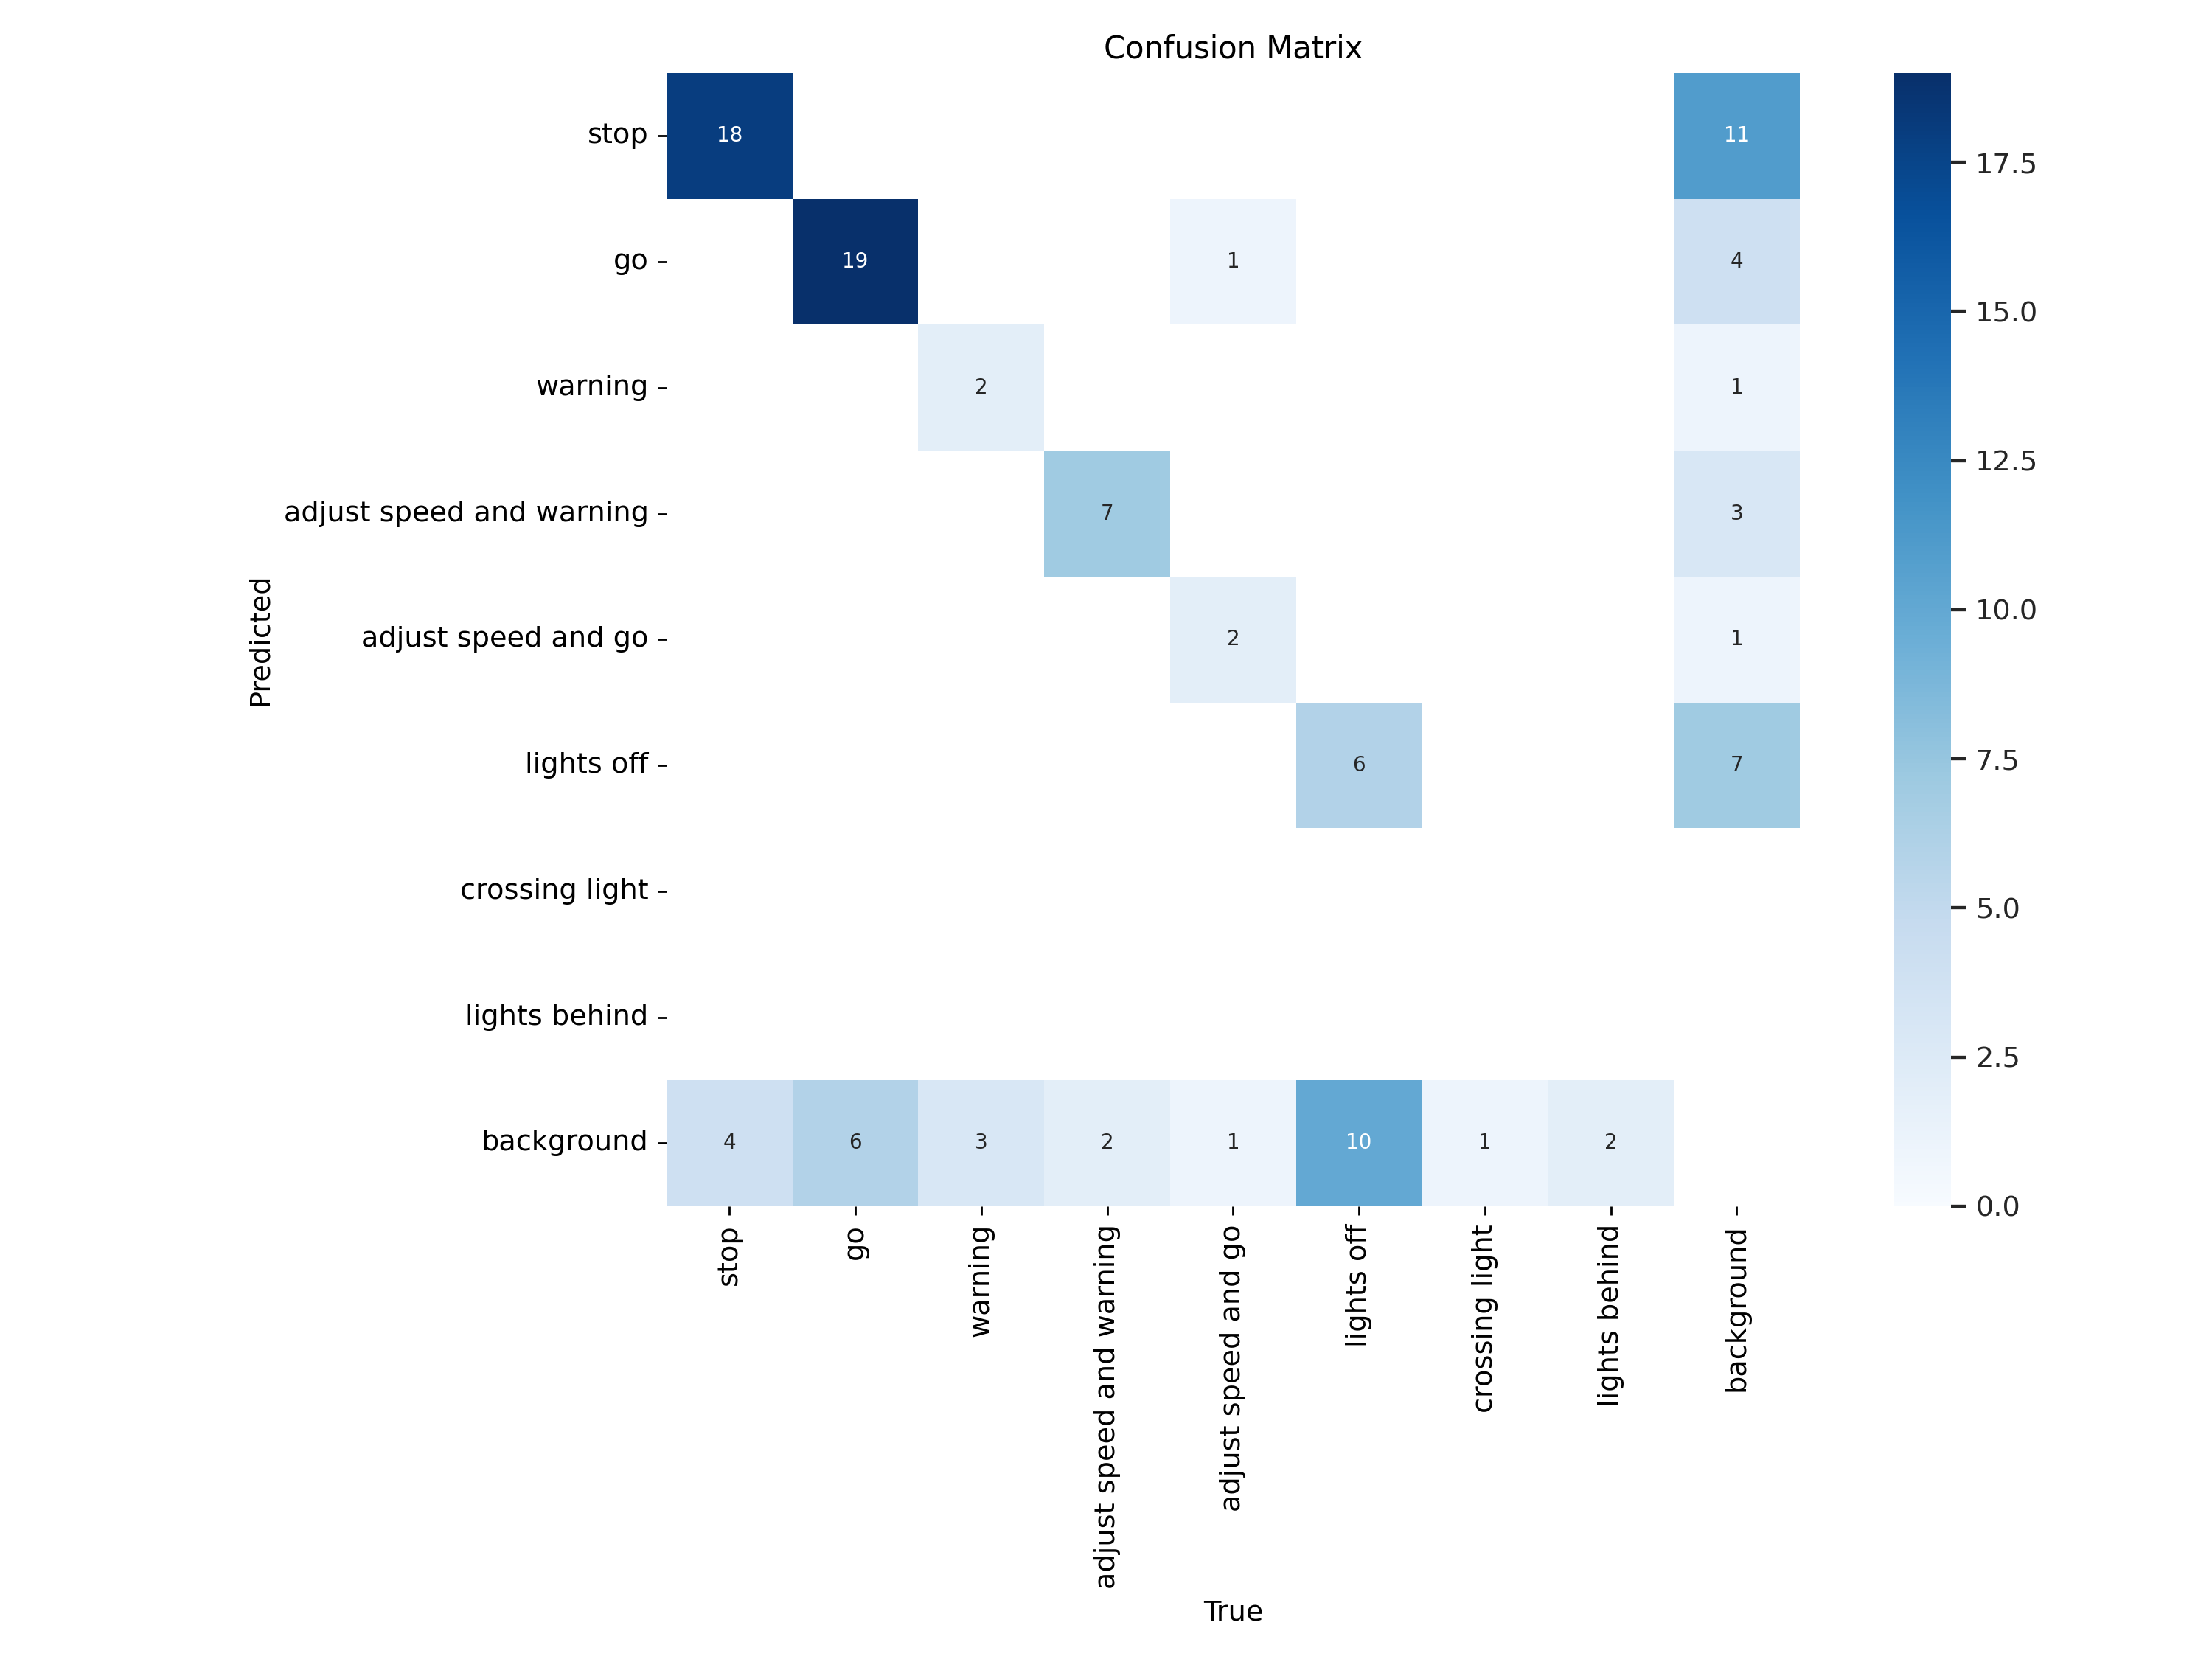 Confusion Matrix
stop
18
11
17.5
go
19
1
4
15.0
warning
2
1
12.5
adjust speed and warning
7
3
Predicted
adjust speed and go
2
1
10.0
lights off
6
7
7.5
crossing light
5.0
lights behind
2.5
background
4
6
3
2
1
10
1
2
0.0
stop
go
warning
adjust speed and warning
adjust speed and go
lights off
crossing light
lights behind
background
True